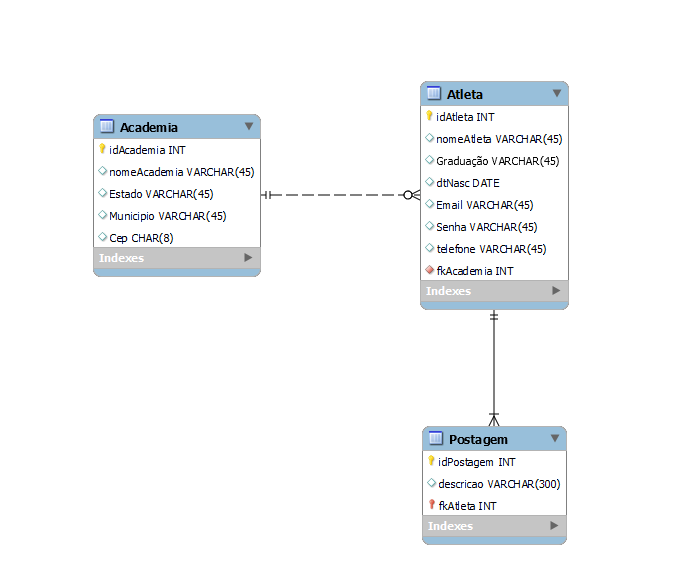 Academia
idAcademia INT
nomeAcademia VARCHAR(45)
Estado VARCHAR(45)
Municipio VARCHAR(45)
Cep CHAR(8)
Indexes
Atleta
idAtleta INT
nomeAtleta VARCHAR(45)
Graduação VARCHAR(45)
dtNasc DATE
Email VARCHAR(45)
Senha VARCHAR(45)
telefone VARCHAR(45)
fkAcademia INT
Indexes
Postagem
idPostagem INT
descricao VARCHAR(300)
fkAtleta INT
Indexes